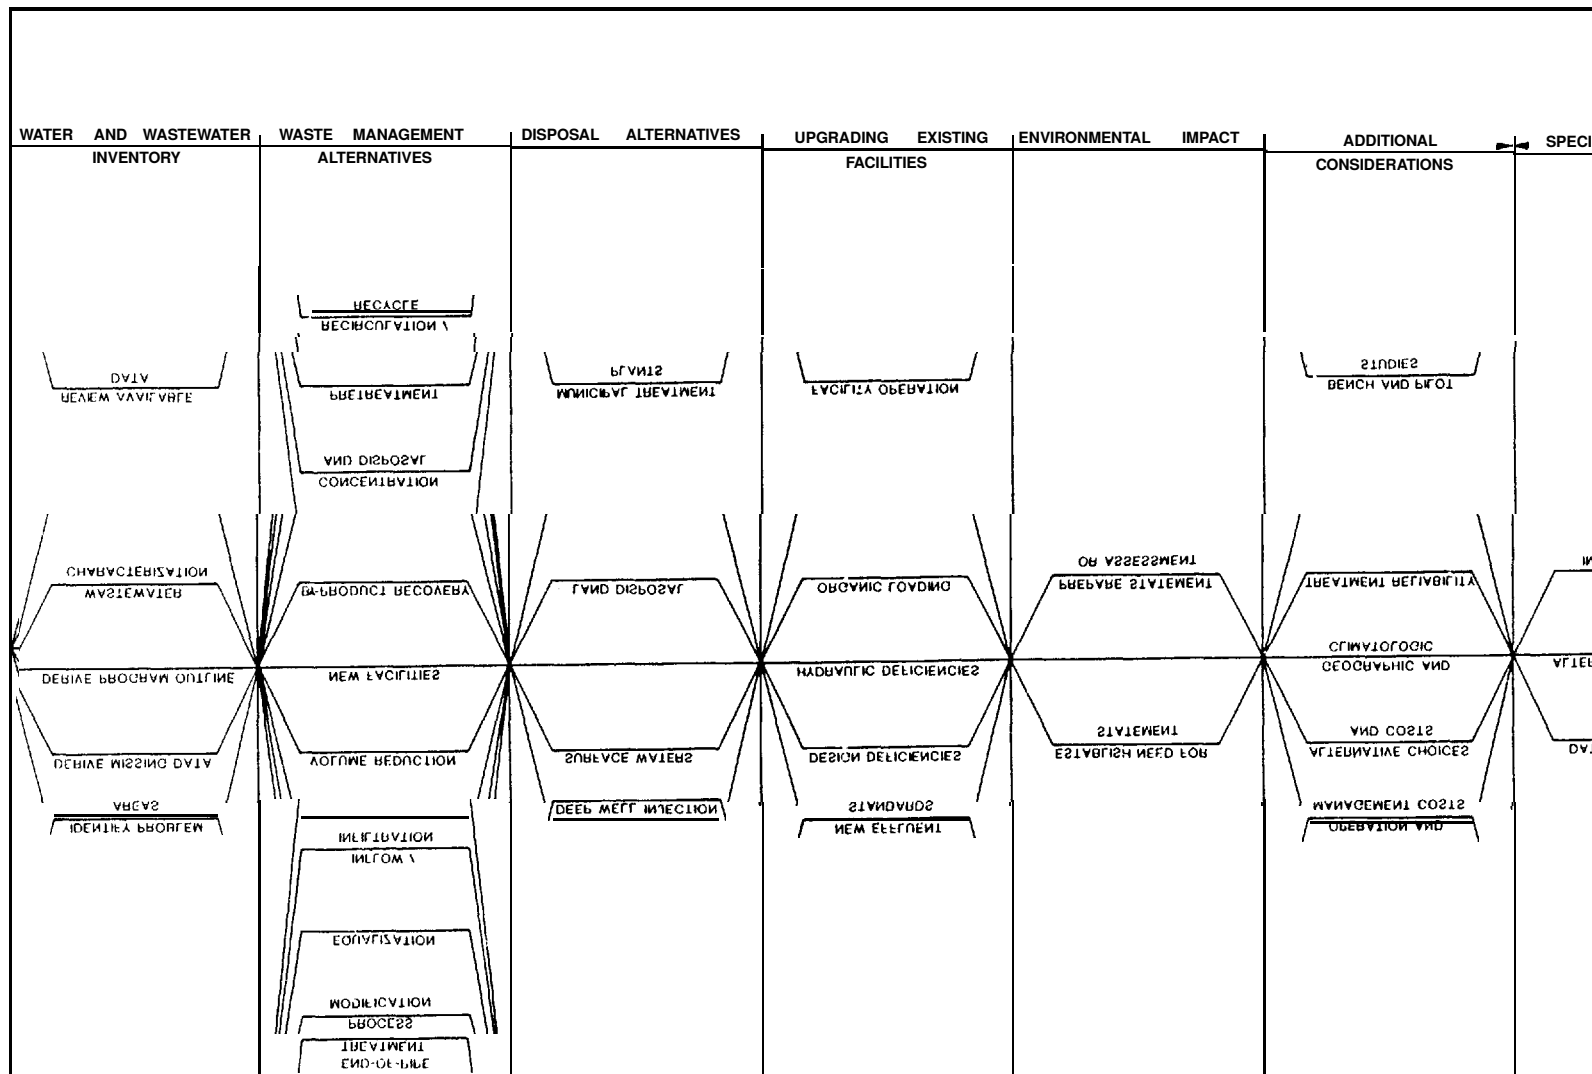 WATER AND WASTEWATER
INVENTORY
REVIEW AVAILABLE
DATA
WASTEWATER
CHARACTERIZATION
DERIVE PROGRAM OUTLINE
DERIVE MISSING DATA
IDENTIFY PROBLEM
AREAS
WASTE MANAGEMENT
ALTERNATIVES
RECIRCULATION /
RECYCLE
PRETREATMENT
CONCENTRATION
AND DISPOSAL
BY-PRODUCT RECOVERY
NEW FACILITIES
VOLUME REDUCTION
INFLOW /
INFILTRATION
EQUALIZATION
PROCESS
MODIFICATION
END-OF-PIPE
TREATMENT
DISPOSAL ALTERNATIVES
MUNICIPAL TREATMENT
PLANTS
LAND DISPOSAL
SURFACE WATERS
DEEP WELL INJECTION
UPGRADING EXISTING
FACILITIES
FACILITY OPERATION
ORGANIC LOADING
HYDRAULIC DEFICIENCIES
DESIGN DEFICIENCIES
NEW EFFLUENT
STANDARDS
ENVIRONMENTAL IMPACT
PREPARE STATEMENT
OR ASSESSMENT
ESTABLISH NEED FOR
STATEMENT
ADDITIONAL
CONSIDERATIONS
BENCH AND PILOT
STUDIES
TREATMENT RELIABILITY
GEOGRAPHIC AND
CLIMATOLOGIC
ALTERNATIVE CHOICES
AND COSTS
OPERATION AND
MANAGEMENT COSTS
SPECI
IN
ALTER
DAT